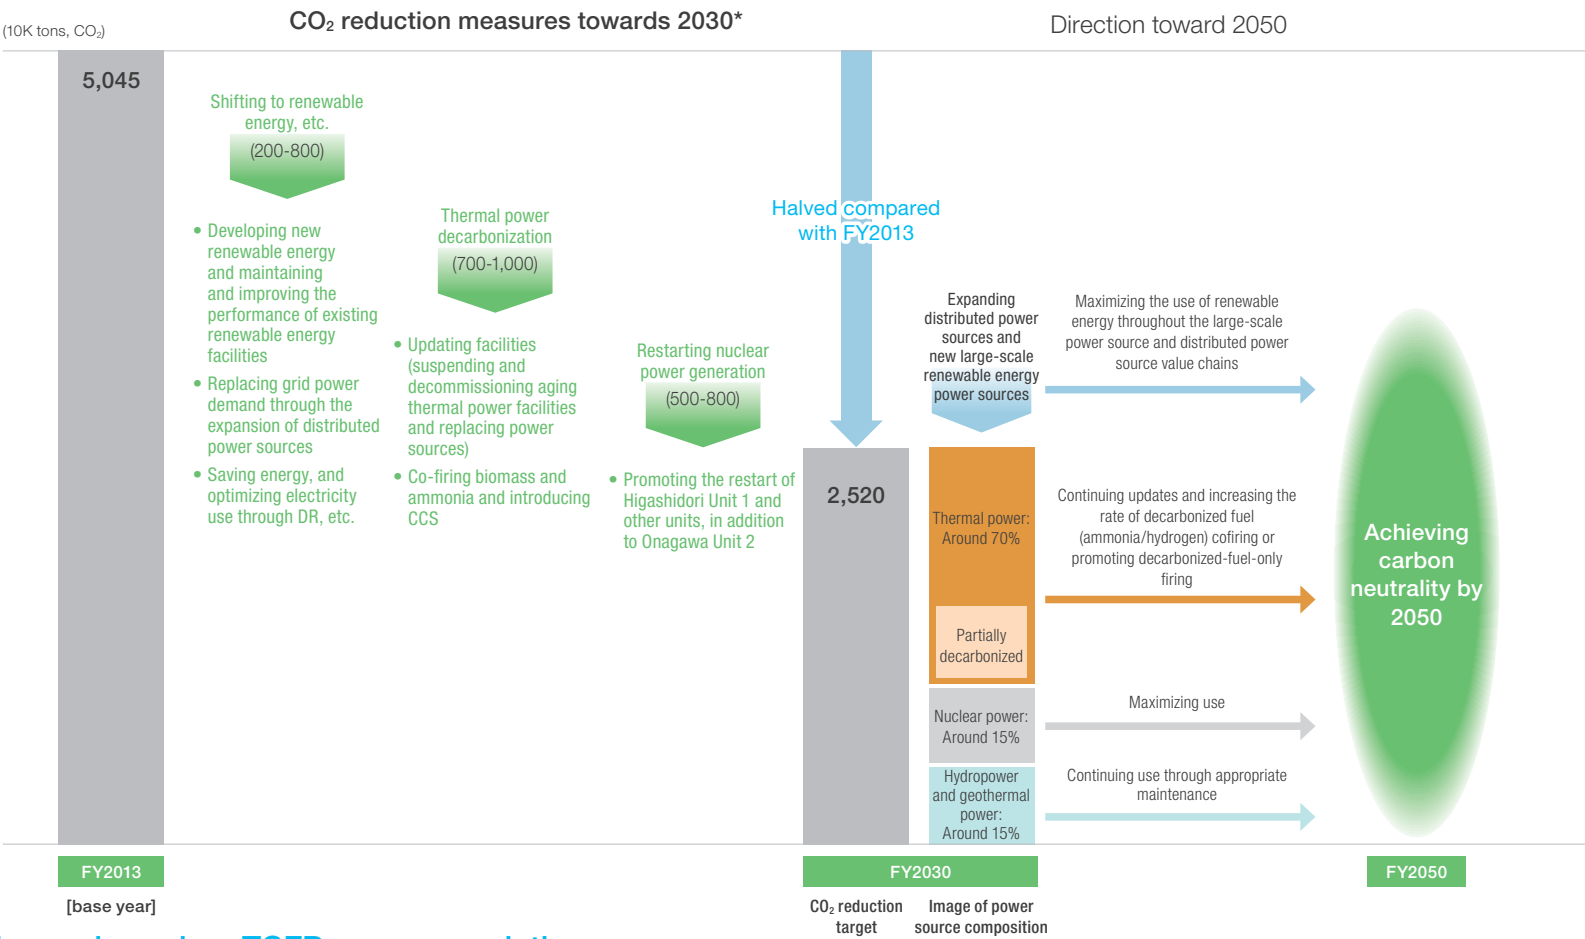 (10K tons, CO₂)
CO₂ reduction measures towards 2030*
Direction toward 2050
5,045
Shifting to renewable
energy, etc.
(200-800)
• Developing new
renewable energy
and maintaining
and improving the
performance of existing
renewable energy
facilities
• Replacing grid power
demand through the
expansion of distributed
power sources
• Saving energy, and
optimizing electricity
use through DR, etc.
Thermal power
decarbonization
(700-1,000)
• Updating facilities
(suspending and
decommissioning aging
thermal power facilities
and replacing power
sources)
• Co-firing biomass and
ammonia and introducing
CCS
Restarting nuclear
power generation
(500-800)
• Promoting the restart of
Higashidori Unit 1 and
other units, in addition
to Onagawa Unit 2
Halved compared
with FY2013
2,520
Expanding
distributed power
sources and
new large-scale
renewable energy
power sources
Thermal power:
Around 70%
Partially
decarbonized
Nuclear power:
Around 15%
Hydropower
and geothermal
power:
Around 15%
Maximizing the use of renewable
energy throughout the large-scale
power source and distributed power
source value chains
Continuing updates and increasing the
rate of decarbonized fuel
(ammonia/hydrogen) cofiring or
promoting decarbonized-fuel-only
firing
Maximizing use
Continuing use through appropriate
maintenance
Achieving
carbon
neutrality by
2050
FY2013
[base year]
FY2030
CO₂ reduction
target
Image of power
source composition
FY2050